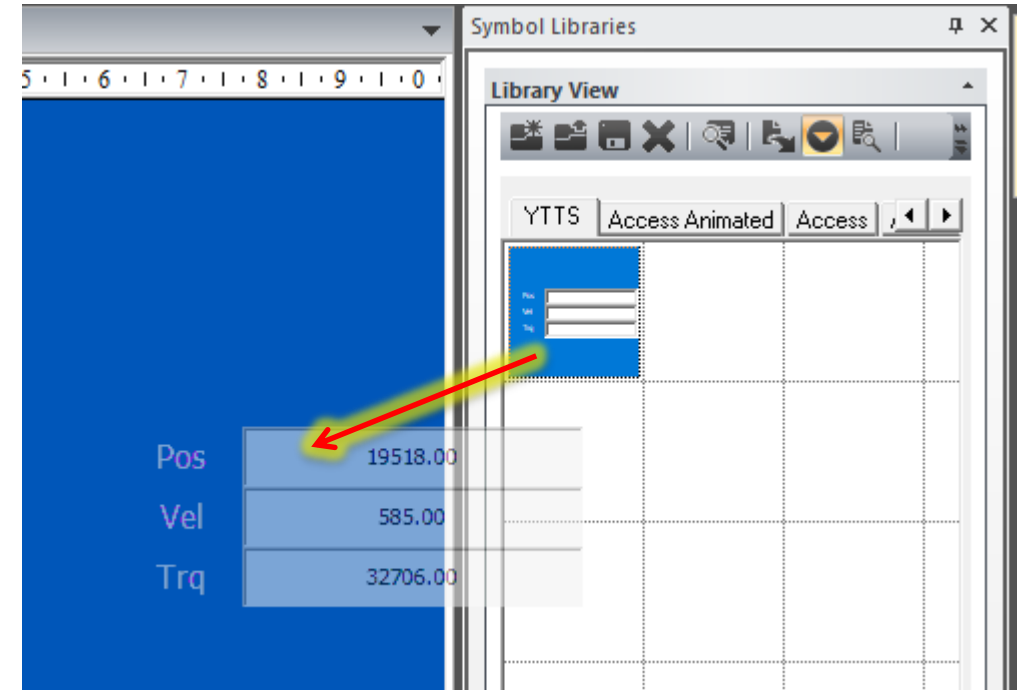 Symbol Libraries
5 6 7 8 9 0
Library View
YTTS Access Animated Access
Pos
Vel
Trq
Pos 19518.00
Vel 585.00
Trq 32706.00